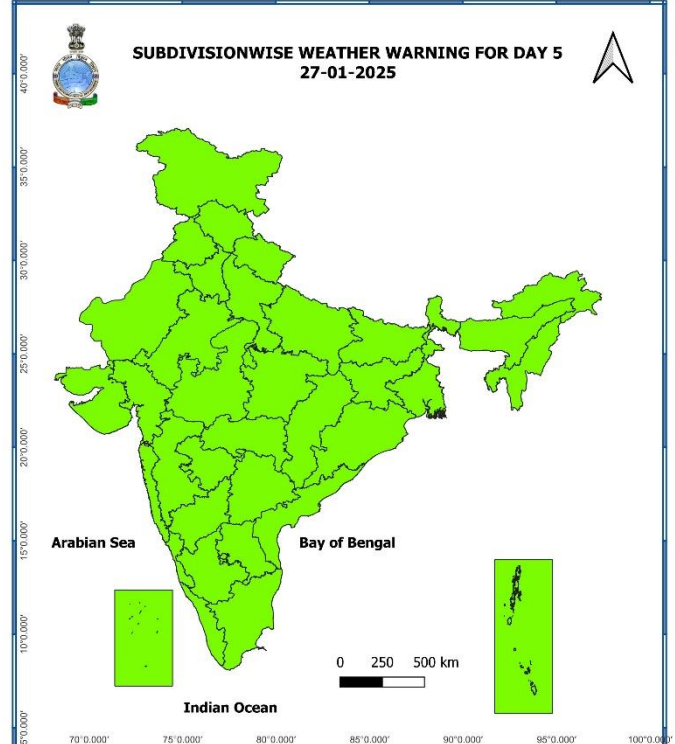 SUBDIVISIONWISE WEATHER WARNING FOR DAY 5
27-01-2025
40°0.000'
35°0.000'
30°0.000'
25°0.000'
20°0.000'
15°0.000'
10°0.000'
5°0.000'
Arabian Sea
Bay of Bengal
0 250 500 km
Indian Ocean
70°0.000' 75°0.000' 80°0.000' 85°0.000' 90°0.000' 95°0.000' 100°0.000'